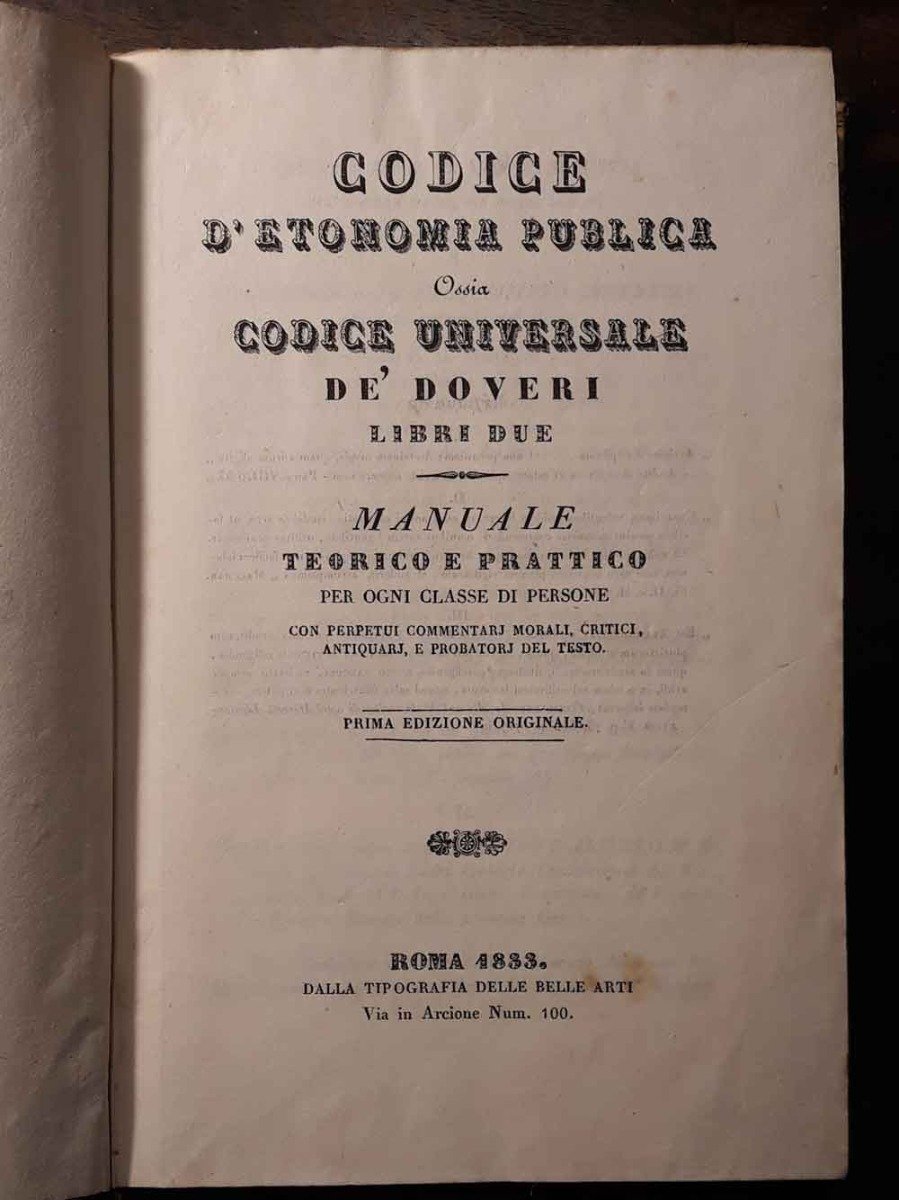 CODICE
D'ETONOMIA PUBLICA
Ossia
CODICE UNIVERSALE
DE' DOVERI
LIBRI DUE
MANUALE
TEORICO E PRATTICO
PER OGNI CLASSE DI PERSONE
CON PERPETUI COMMENTARJ MORALI, CRITICI,
ANTIQUARJ, E PROBATORJ DEL TESTO.
PRIMA EDIZIONE ORIGINALE.
ROMA 1833.
DALLA TIPOGRAFIA DELLE BELLE ARTI
Via in Arcione Num. 100.